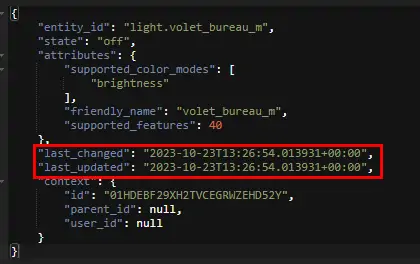 {
"entity_id": "light.volet_bureau_m",
"state": "off",
"attributes": {
"supported_color_modes": [
"brightness"
],
"friendly_name": "volet_bureau_m",
"supported_features": 40
},
"last_changed": "2023-10-23T13:26:54.013931+00:00",
"last_updated": "2023-10-23T13:26:54.013931+00:00",
"context": {
"id": "01HDEBF29XH2TVCEGRWZEHD52Y",
"parent_id": null,
"user_id": null
}
}